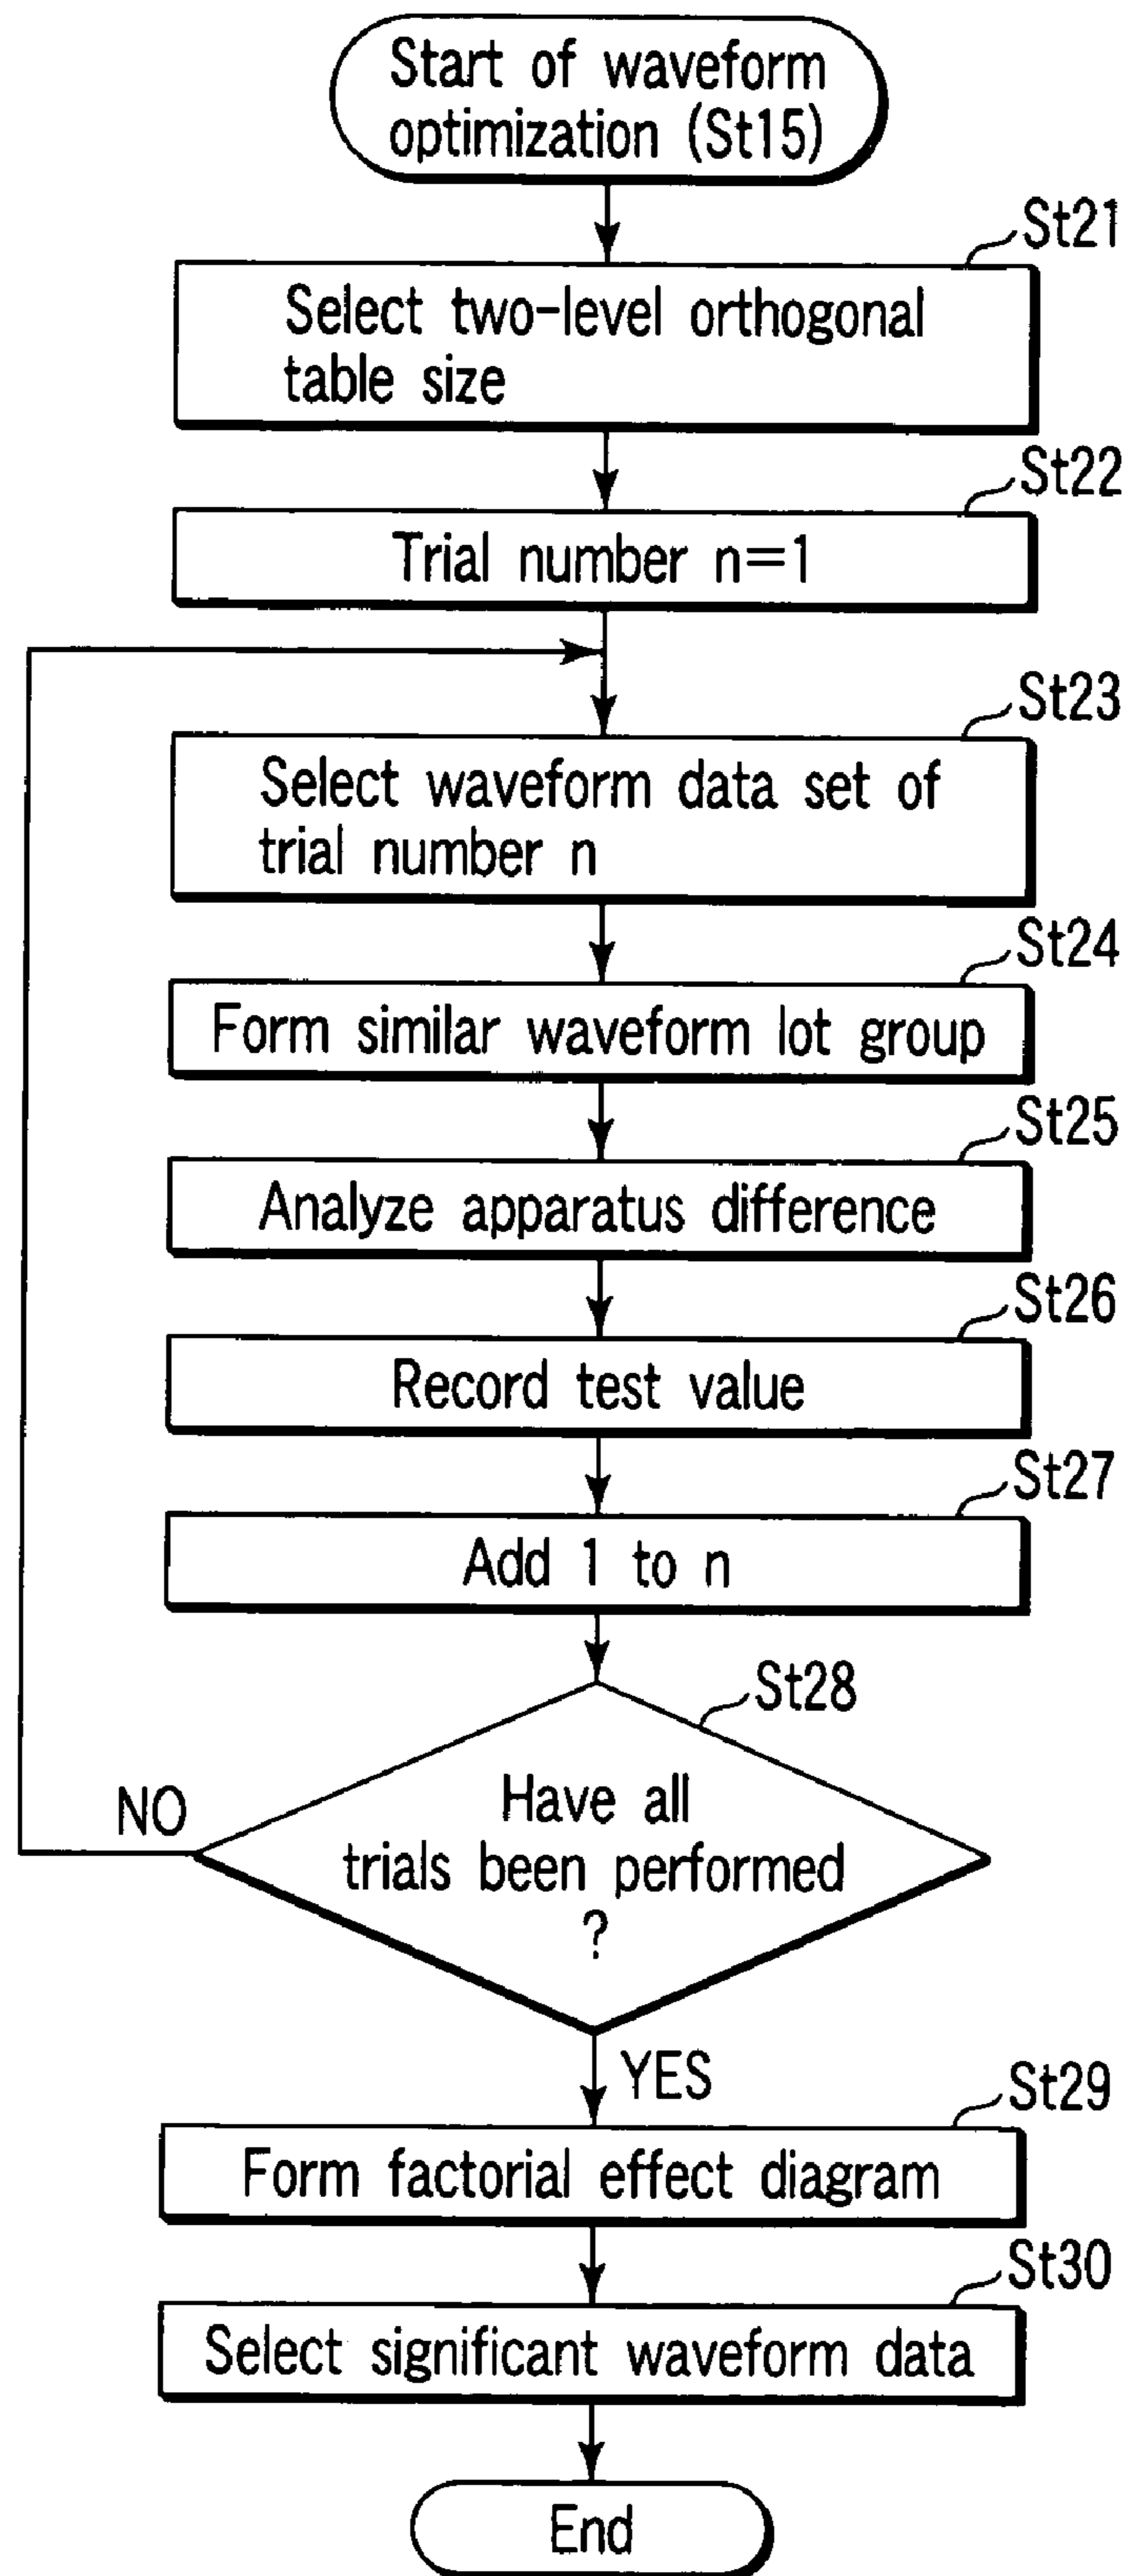 Start of waveform
optimization (St15)
St21
Select two-level orthogonal
table size
St22
Trial number n=1
St23
Select waveform data set of
trial number n
St24
Form similar waveform lot group
St25
Analyze apparatus difference
St26
Record test value
St27
Add 1 to n
St28
Have all
trials been performed
?
NO
YES
St29
Form factorial effect diagram
St30
Select significant waveform data
End